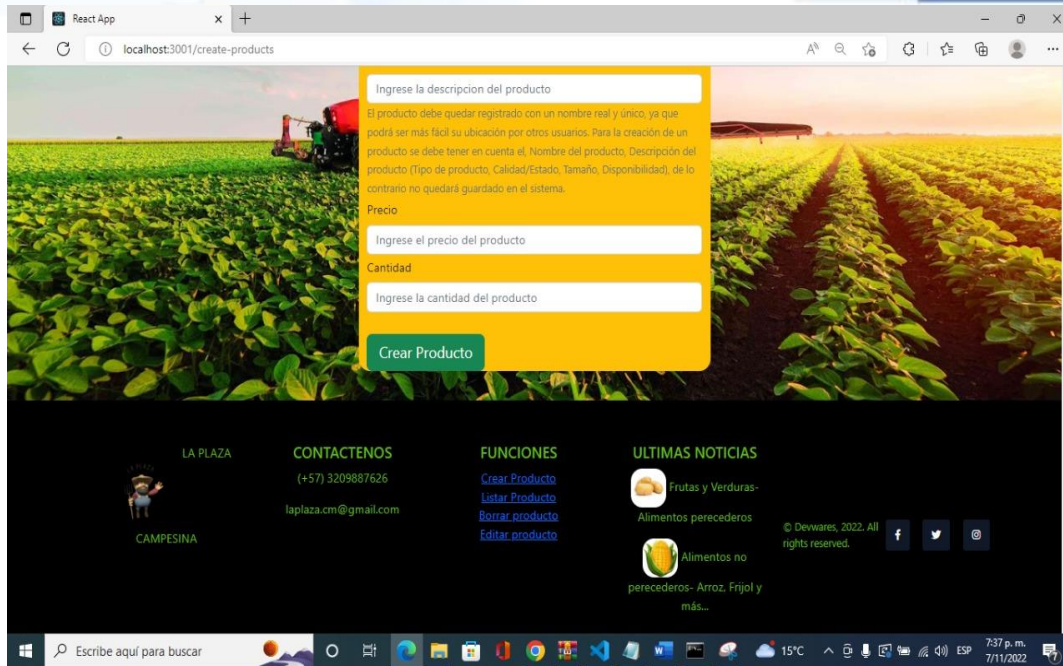 React App
localhost:3001/create-products
Ingrese la descripcion del producto
El producto debe quedar registrado con un nombre real y único, ya que
podrá ser más fácil su ubicación por otros usuarios. Para la creación de un
producto se debe tener en cuenta el, Nombre del producto, Descripción del
producto (Tipo de producto, Calidad/Estado, Tamaño, Disponibilidad), de lo
contrario no quedará guardado en el sistema.
Precio
Ingrese el precio del producto
Cantidad
Ingrese la cantidad del producto
Crear Producto
LA PLAZA
LA PLAZA
CAMPESINA
CONTACTENOS
(+57) 3209887626
laplaza.cm@gmail.com
FUNCIONES
Crear Producto
Listar Producto
Borrar producto
Editar producto
ULTIMAS NOTICIAS
Frutas y Verduras-
Alimentos perecederos
Alimentos no
perecederos- Arroz, Frijol y
más...
© Devwares, 2022. All
rights reserved.
Escribe aquí para buscar
15°C
ESP
7:37 p. m.
7/11/2022